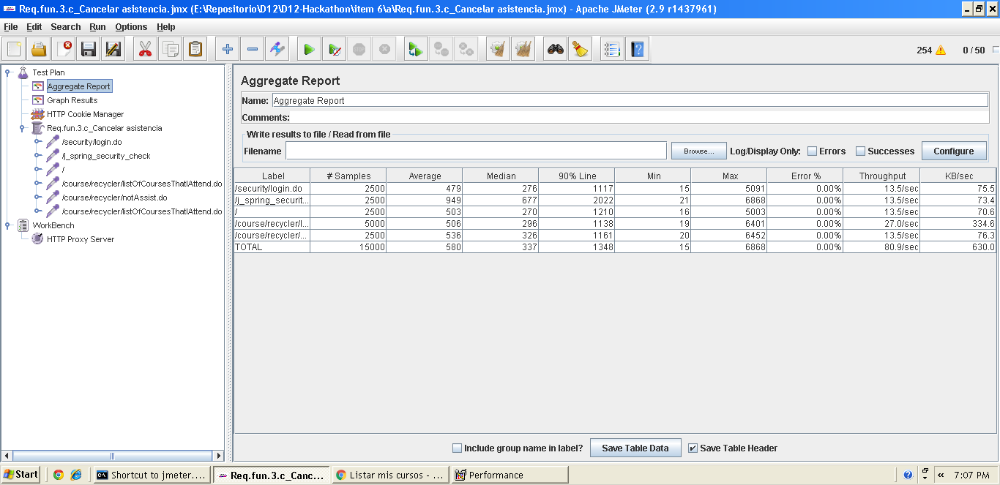 Req.fun.3.c_Cancelar asistencia.jmx (E:\Repositorio\D12\D12-Hackathon\item 6\a\Req.fun.3.c_Cancelar asistencia.jmx) - Apache JMeter (2.9 r1437961)
File Edit Search Run Options Help
254 0 / 50
Test Plan
Aggregate Report
Graph Results
HTTP Cookie Manager
Req.fun.3.c_Cancelar asistencia
/security/login.do
/j_spring_security_check
/
/course/recycler/listOfCoursesThatIAttend.do
/course/recycler/notAssist.do
/course/recycler/listOfCoursesThatIAttend.do
WorkBench
HTTP Proxy Server
Aggregate Report
Name: Aggregate Report
Comments:
Write results to file / Read from file
Filename Browse... Log/Display Only: Errors Successes Configure
Label # Samples Average Median 90% Line Min Max Error % Throughput KB/sec
/security/login.do 2500 479 276 1117 15 5091 0.00% 13.5/sec 75.5
/j_spring_securit... 2500 949 677 2022 21 6868 0.00% 13.5/sec 73.4
/ 2500 503 270 1210 16 5003 0.00% 13.5/sec 70.6
/course/recycler/l... 5000 506 296 1138 19 6401 0.00% 27.0/sec 334.6
/course/recycler/... 2500 536 326 1161 20 6452 0.00% 13.5/sec 76.3
TOTAL 15000 580 337 1348 15 6868 0.00% 80.9/sec 630.0
Include group name in label? Save Table Data Save Table Header
Start Shortcut to jmeter.... Req.fun.3.c_Canc... Listar mis cursos - ... Performance « 7:07 PM